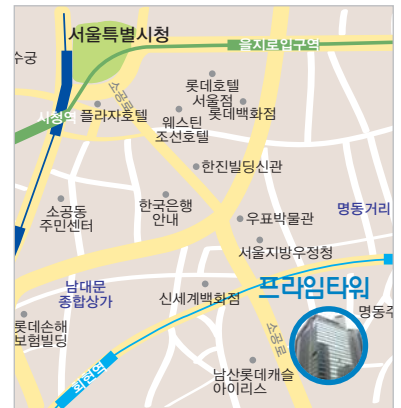 서울특별시청
을지로입구역
수궁
롯데호텔
서울점
소공로
시청역
플라자호텔
롯데백화점
웨스틴
조선호텔
한진빌딩신관
소공동
주민센터
한국은행
안내
우표박물관
명동거리
서울지방우정청
남대문
종합상가
신세계백화점
프라임타워
롯데손해
보험빌딩
명동주
소공로
회현역
남산롯데캐슬
아이리스